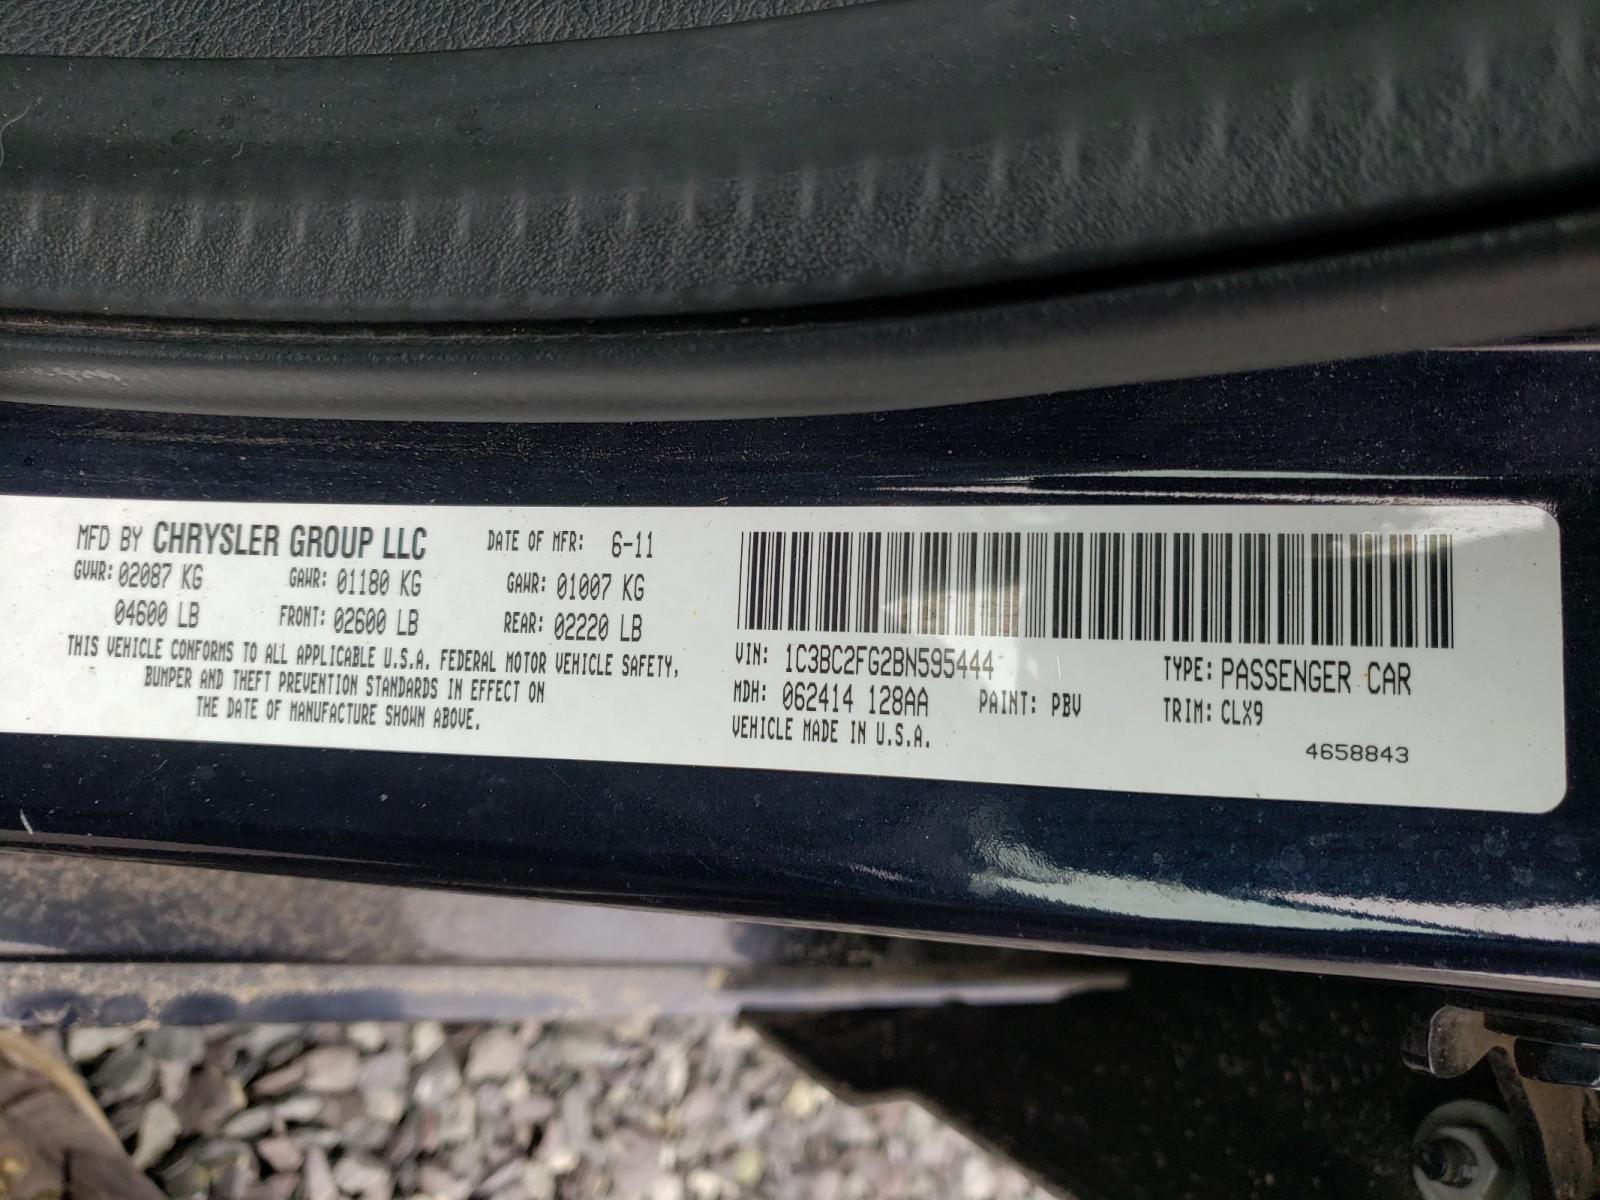 MFD BY CHRYSLER GROUP LLC DATE OF MFR: 6-11
GVWR: 02087 KG GAWR: 01180 KG GAWR: 01007 KG
04600 LB FRONT: 02600 LB REAR: 02220 LB
THIS VEHICLE CONFORMS TO ALL APPLICABLE U.S.A. FEDERAL MOTOR VEHICLE SAFETY,
BUMPER AND THEFT PREVENTION STANDARDS IN EFFECT ON
THE DATE OF MANUFACTURE SHOWN ABOVE.
VIN: 1C3BC2FG2BN595444 TYPE: PASSENGER CAR
MDH: 062414 128AA PAINT: PBV TRIM: CLX9
VEHICLE MADE IN U.S.A.
4658843